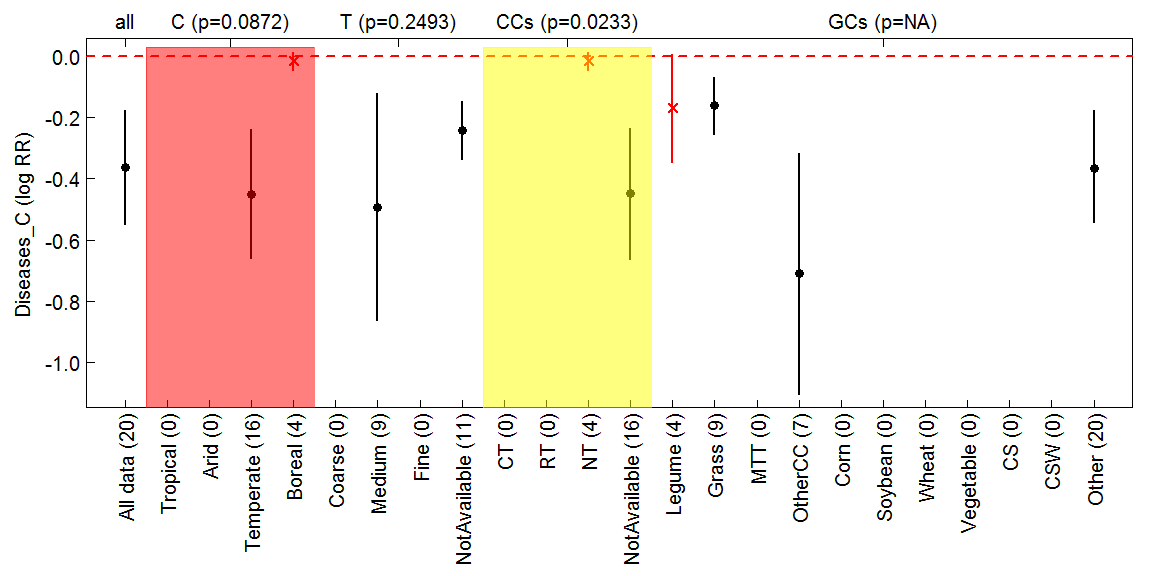 all C (p=0.0872) T (p=0.2493) CCs (p=0.0233) GCs (p=NA)
Diseases_C (log RR)
0.0
-0.2
-0.4
-0.6
-0.8
-1.0
All data (20)
Tropical (0)
Arid (0)
Temperate (16)
Boreal (4)
Coarse (0)
Medium (9)
Fine (0)
NotAvailable (11)
CT (0)
RT (0)
NT (4)
NotAvailable (16)
Legume (4)
Grass (9)
MTT (0)
OtherCC (7)
Corn (0)
Soybean (0)
Wheat (0)
Vegetable (0)
CS (0)
CSW (0)
Other (20)